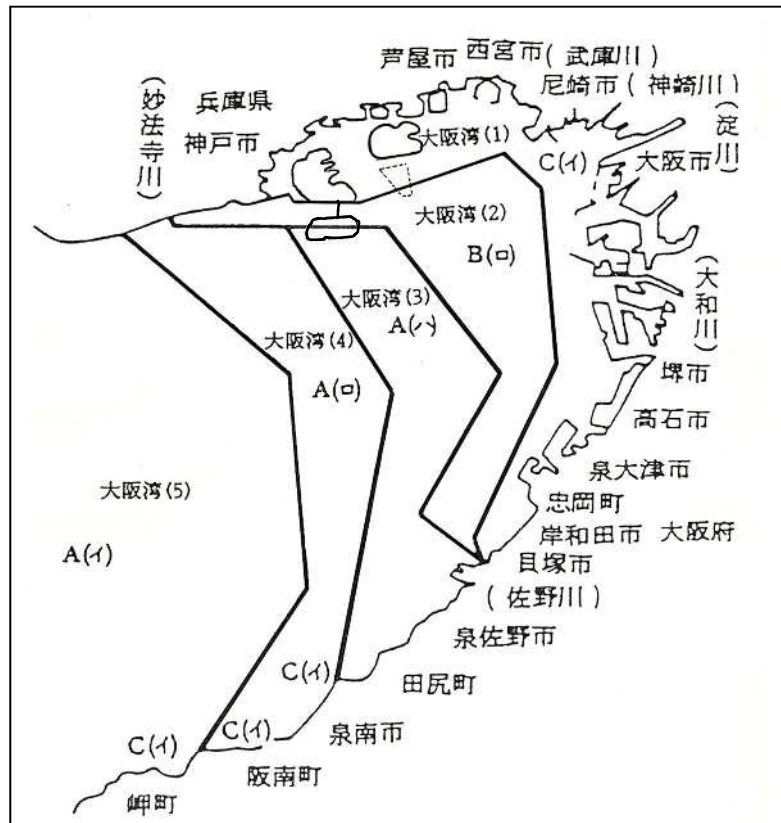 芦屋市
西宮市
(武庫川)
尼崎市
(神崎川)
(妙法寺川)
兵庫県
神戸市
大阪湾(1)
C(イ)
(淀川)
大阪市
大阪湾(2)
B(ロ)
大阪湾(3)
A(ハ)
(大和川)
大阪湾(4)
A(ロ)
堺市
高石市
大阪湾(5)
泉大津市
忠岡町
A(イ)
岸和田市
大阪府
貝塚市
(佐野川)
泉佐野市
C(イ)
田尻町
C(イ)
泉南市
C(イ)
阪南町
岬町